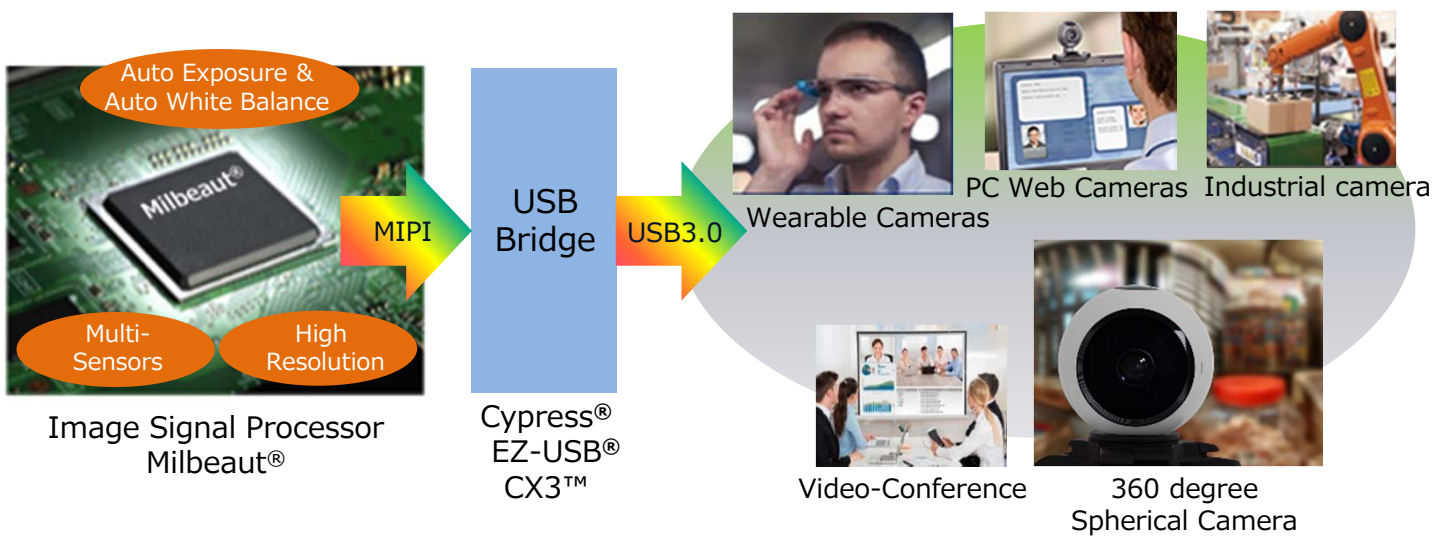 Auto Exposure &
Auto White Balance
Milbeaut®
Multi-
Sensors
High
Resolution
Image Signal Processor
Milbeaut®
MIPI
USB
Bridge
Cypress®
EZ-USB®
CX3™
USB3.0
Wearable Cameras
PC Web Cameras
Industrial camera
Video-Conference
360 degree
Spherical Camera